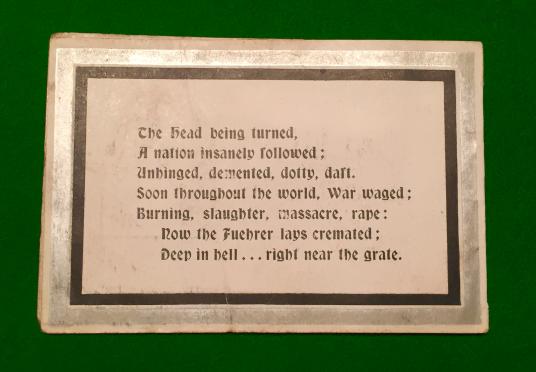 The Head being turned,
A nation insanely followed;
Unhinged, demented, dotty, daft.
Soon throughout the world, War waged;
Burning, slaughter, massacre, rape:
Now the Fuehrer lays cremated;
Deep in hell . . . right near the grate.